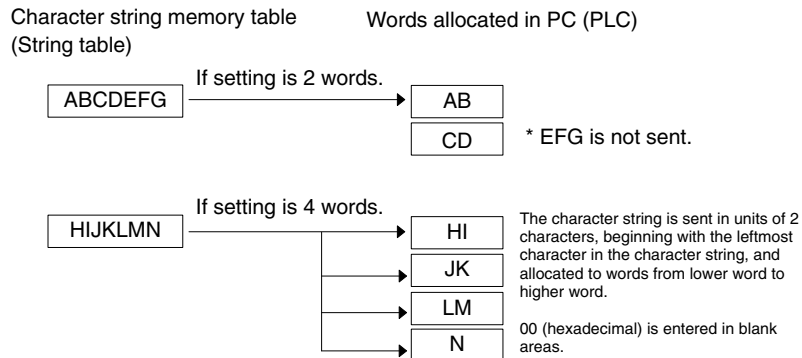 Character string memory table
(String table)
Words allocated in PC (PLC)
If setting is 2 words.
ABCDEFG
AB
CD
* EFG is not sent.
If setting is 4 words.
HIJKLMN
HI
JK
LM
N
The character string is sent in units of 2
characters, beginning with the leftmost
character in the character string, and
allocated to words from lower word to
higher word.
00 (hexadecimal) is entered in blank
areas.